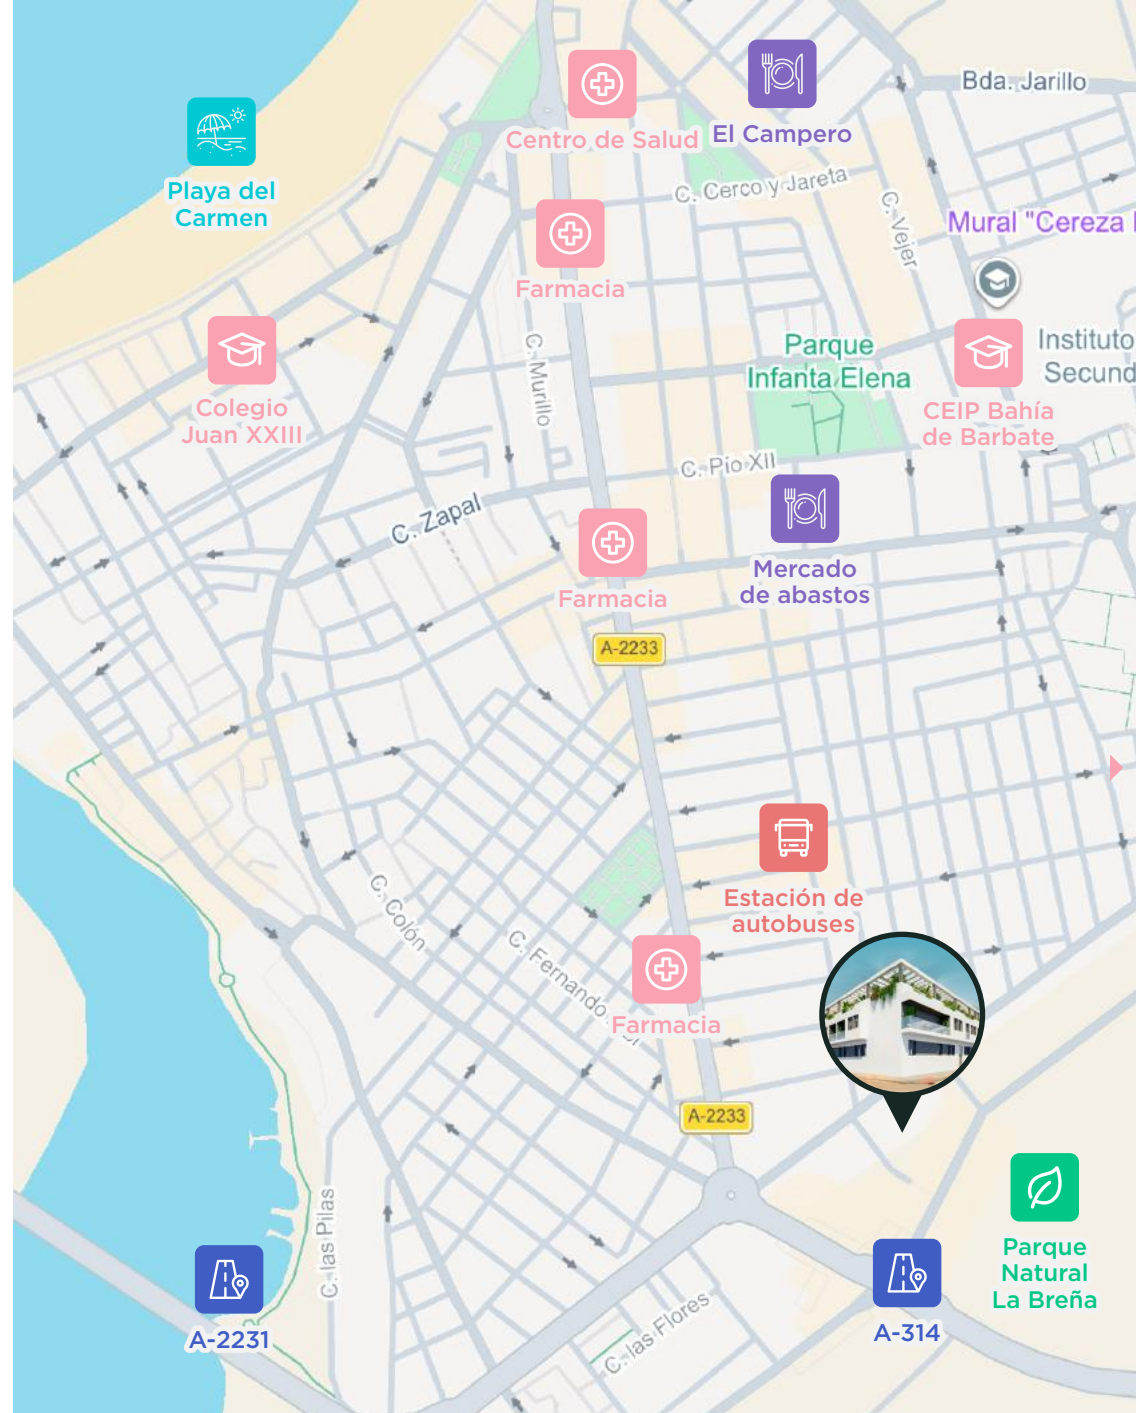 Bda. Jarillo
Centro de Salud
El Campero
Playa del
Carmen
C. Cerco y Jareta
C. Vejer
Mural "Cereza
Farmacia
C. Murillo
Parque
Infanta Elena
Instituto
Secund
Colegio
Juan XXIII
CEIP Bahía
de Barbate
C. Pío XII
C. Zapal
Mercado
de abastos
Farmacia
A-2233
Estación de
autobuses
C. Colón
C. Fernando
Farmacia
A-2233
C. las Pilas
Parque
Natural
La Breña
A-2231
A-314
C. las Flores